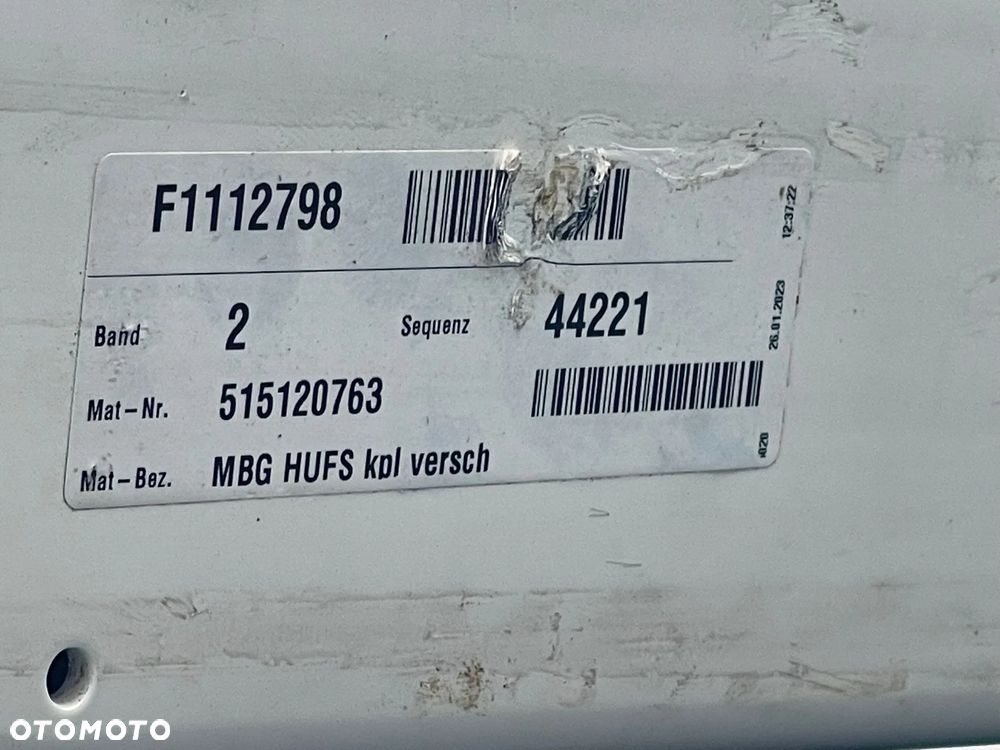 F1112798
Band 2 Sequenz 44221
Mat-Nr. 515120763
Mat-Bez. MBG HUFS kpl versch
12:37:22
26.01.2023
OTOMOTO